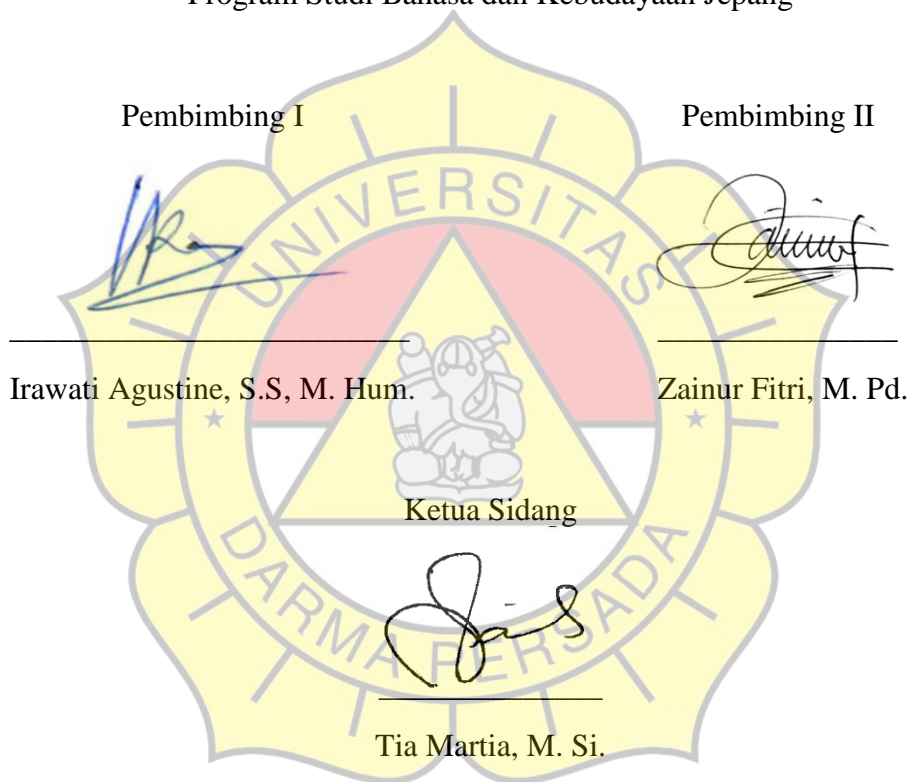 Program Studi Bahasa dan Kebudayaan Jepang
Pembimbing I
Pembimbing II
UNIVERSITAS
Irawati Agustine, S.S, M. Hum.
Zainur Fitri, M. Pd.
Ketua Sidang
DARMA PERSADA
Tia Martia, M. Si.